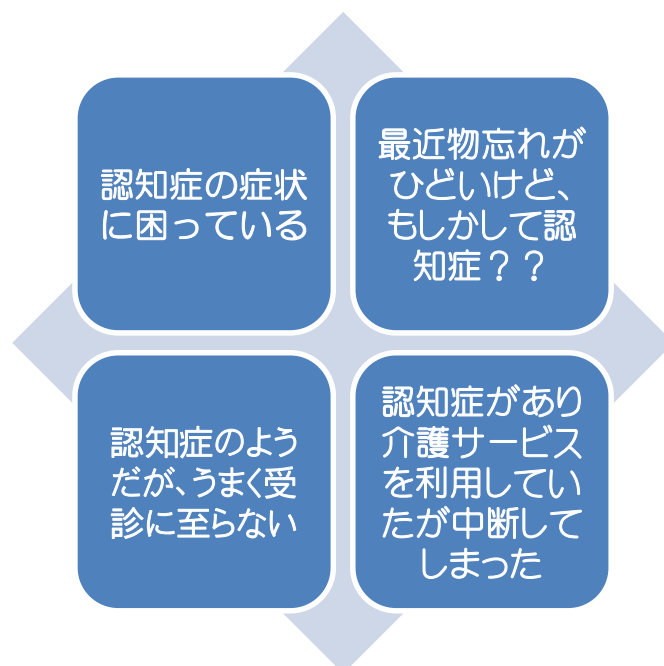 認知症の症状
に困っている
最近物忘れが
ひどいけど、
もしかして認
知症？？
認知症のよう
だが、うまく受
診に至らない
認知症があり
介護サービス
を利用してい
たが中断して
しまった